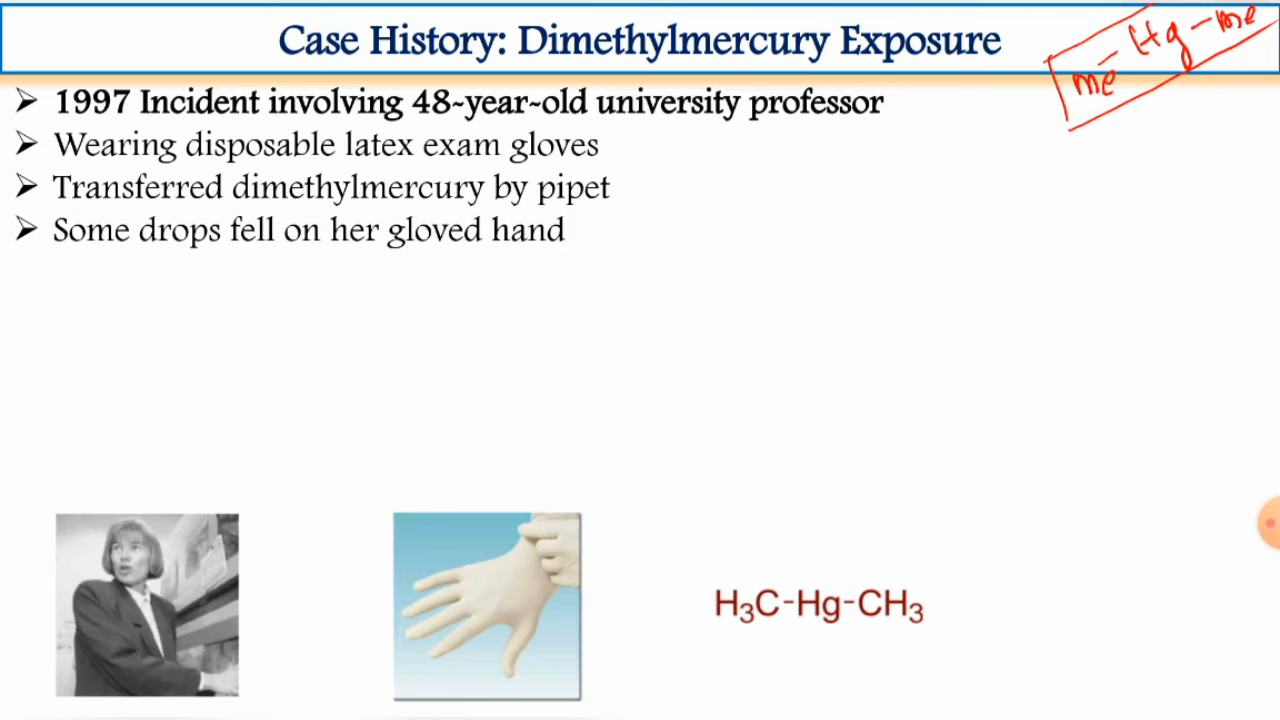 Case History: Dimethylmercury Exposure
me-Hg-me
➤ 1997 Incident involving 48-year-old university professor
➤ Wearing disposable latex exam gloves
➤ Transferred dimethylmercury by pipet
➤ Some drops fell on her gloved hand
H₃C-Hg-CH₃